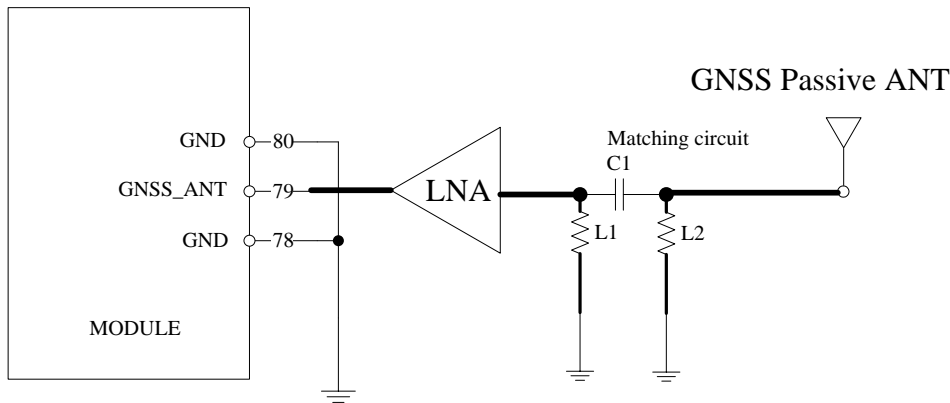 GNSS Passive ANT
Matching circuit
C1
GND 80
GNSS_ANT 79
LNA
GND 78
L1
L2
MODULE